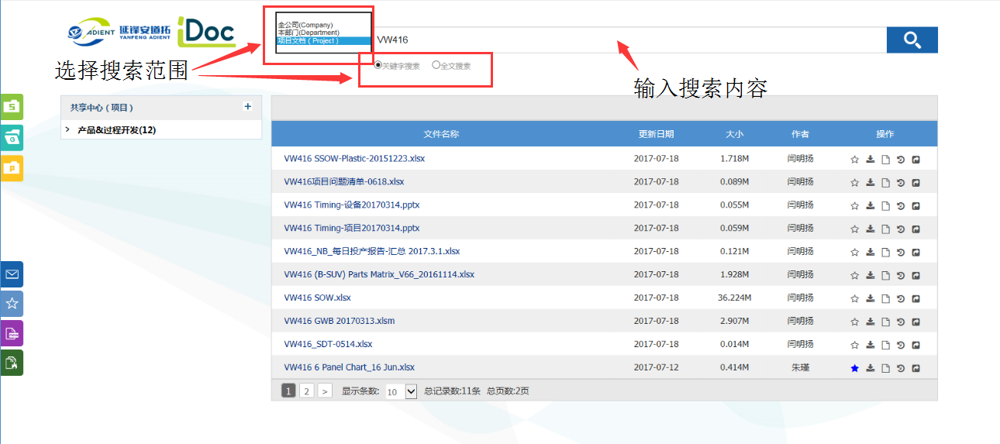 ADIENT 延锋安道拓
YANFENG ADIENT
iDoc
全公司(Company)
本部门(Department)
项目文档 ( Project )
VW416
关键字搜索 全文搜索
选择搜索范围
输入搜索内容
S
G
P
共享中心 ( 项目 ) +
> 产品&过程开发(12)
文件名称 更新日期 大小 作者 操作
VW416 SSOW-Plastic-20151223.xlsx 2017-07-18 1.718M 闫明扬
VW416项目问题清单-0618.xlsx 2017-07-18 0.089M 闫明扬
VW416 Timing-设备20170314.pptx 2017-07-18 0.055M 闫明扬
VW416 Timing-项目20170314.pptx 2017-07-18 0.059M 闫明扬
VW416_NB_每日投产报告-汇总 2017.3.1.xlsx 2017-07-18 0.121M 闫明扬
VW416 (B-SUV) Parts Matrix_V66_20161114.xlsx 2017-07-18 1.928M 闫明扬
VW416 SOW.xlsx 2017-07-18 36.224M 闫明扬
VW416 GWB 20170313.xlsm 2017-07-18 2.907M 闫明扬
VW416_SDT-0514.xlsx 2017-07-18 0.014M 闫明扬
VW416 6 Panel Chart_16 Jun.xlsx 2017-07-12 0.414M 朱瑾
1 2 > 显示条数: 10 总记录数:11条 总页数:2页